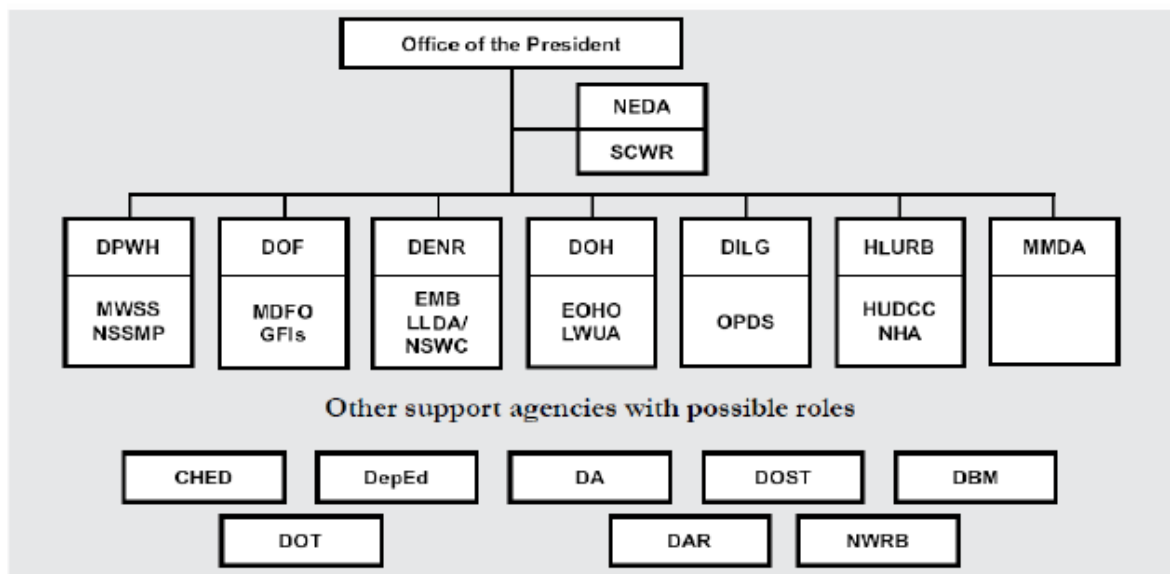 Office of the President
NEDA
SCWR
DPWH
MWSS
NSSMP
DOF
MDFO
GFIs
DENR
EMB
LLDA/
NSWC
DOH
EOHO
LWUA
DILG
OPDS
HLURB
HUDCC
NHA
MMDA
Other support agencies with possible roles
CHED
DepEd
DA
DOST
DBM
DOT
DAR
NWRB